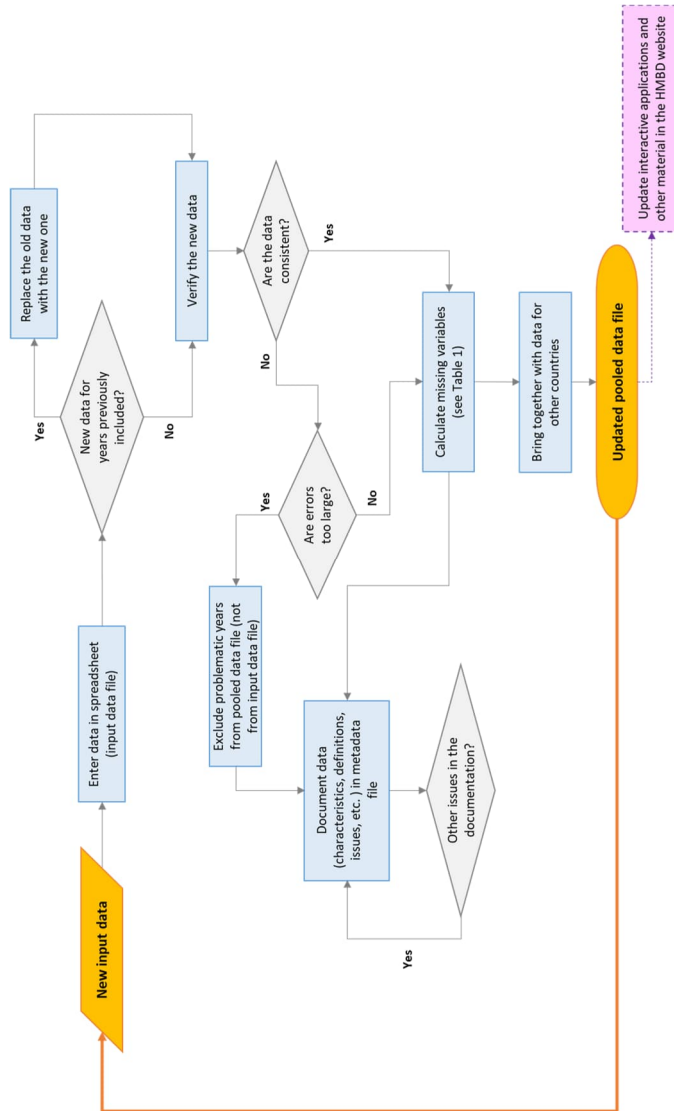 New input data
Enter data in spreadsheet
(input data file)
New data for
years previously
included?
Yes
Replace the old data
with the new one
No
Verify the new data
Are the data
consistent?
Yes
No
Are errors
too large?
Yes
No
Exclude problematic years
from pooled data file (not
from input data file)
Document data
(characteristics, definitions,
issues, etc. ) in metadata
file
Other issues in the
documentation?
Yes
Calculate missing variables
(see Table 1)
Bring together with data for
other countries
Updated pooled data file
Update interactive applications and
other material in the HMBD website